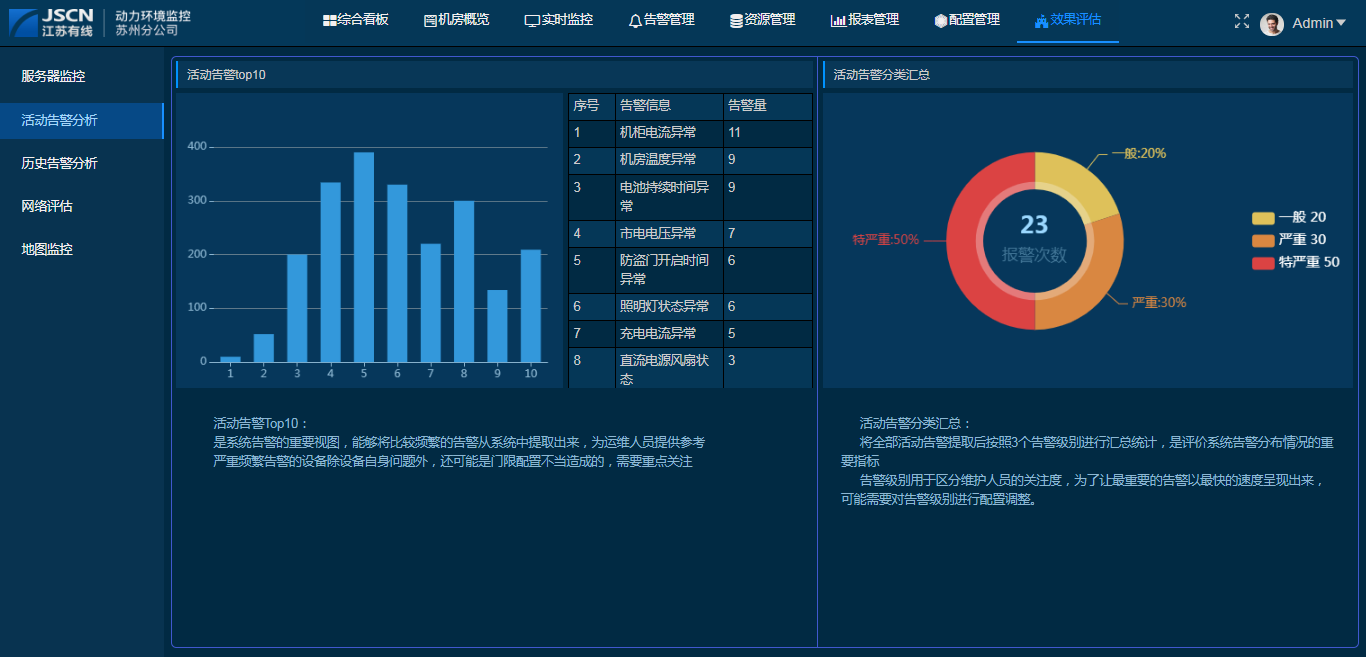 JSCN
江苏有线
动力环境监控
苏州分公司
综合看板
机房概览
实时监控
告警管理
资源管理
报表管理
配置管理
效果评估
Admin
服务器监控
活动告警分析
历史告警分析
网络评估
地图监控
活动告警top10
400
300
200
100
0
1 2 3 4 5 6 7 8 9 10
序号 告警信息 告警量
1 机柜电流异常 11
2 机房温度异常 9
3 电池持续时间异 9
常
4 市电电压异常 7
5 防盗门开启时间 6
异常
6 照明灯状态异常 6
7 充电电流异常 5
8 直流电源风扇状 3
态
活动告警Top10：
是系统告警的重要视图，能够将比较频繁的告警从系统中提取出来，为运维人员提供参考
严重频繁告警的设备除设备自身问题外，还可能是门限配置不当造成的，需要重点关注
活动告警分类汇总
一般:20%
特严重:50%
严重:30%
23
报警次数
一般 20
严重 30
特严重 50
活动告警分类汇总：
将全部活动告警提取后按照3个告警级别进行汇总统计，是评价系统告警分布情况的重
要指标
告警级别用于区分维护人员的关注度，为了让最重要的告警以最快的速度呈现出来，
可能需要对告警级别进行配置调整。